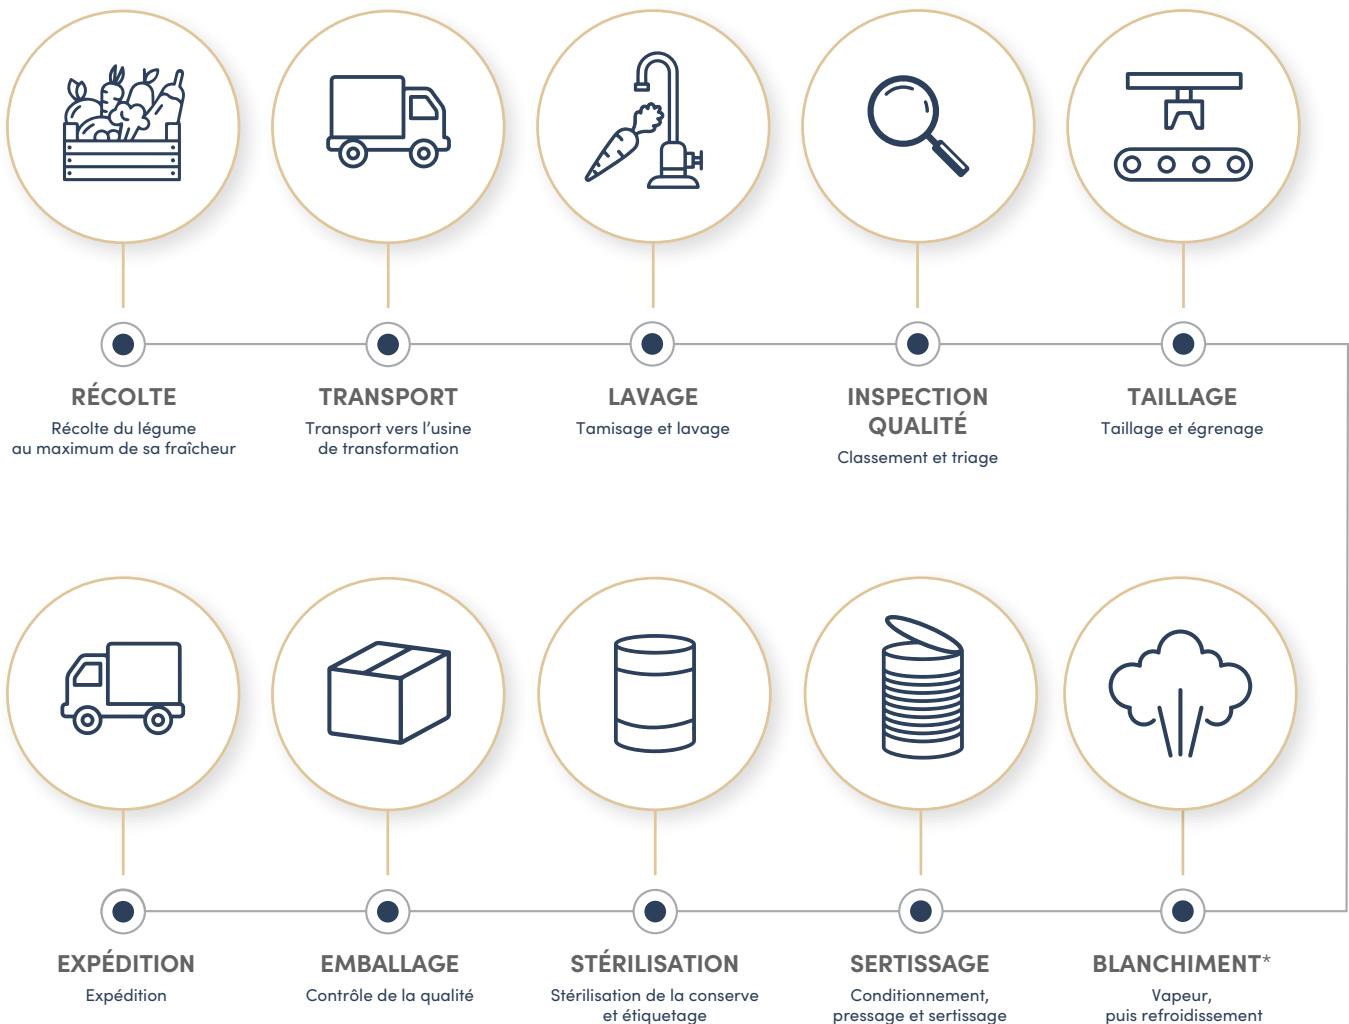 RÉCOLTE
Récolte du légume
au maximum de sa fraîcheur
TRANSPORT
Transport vers l'usine
de transformation
LAVAGE
Tamisage et lavage
INSPECTION
QUALITÉ
Classement et triage
TAILLAGE
Taillage et égrenage
EXPÉDITION
Expédition
EMBALLAGE
Contrôle de la qualité
STÉRILISATION
Stérilisation de la conserve
et étiquetage
SERTISSAGE
Conditionnement,
pressage et sertissage
BLANCHIMENT*
Vapeur,
puis refroidissement